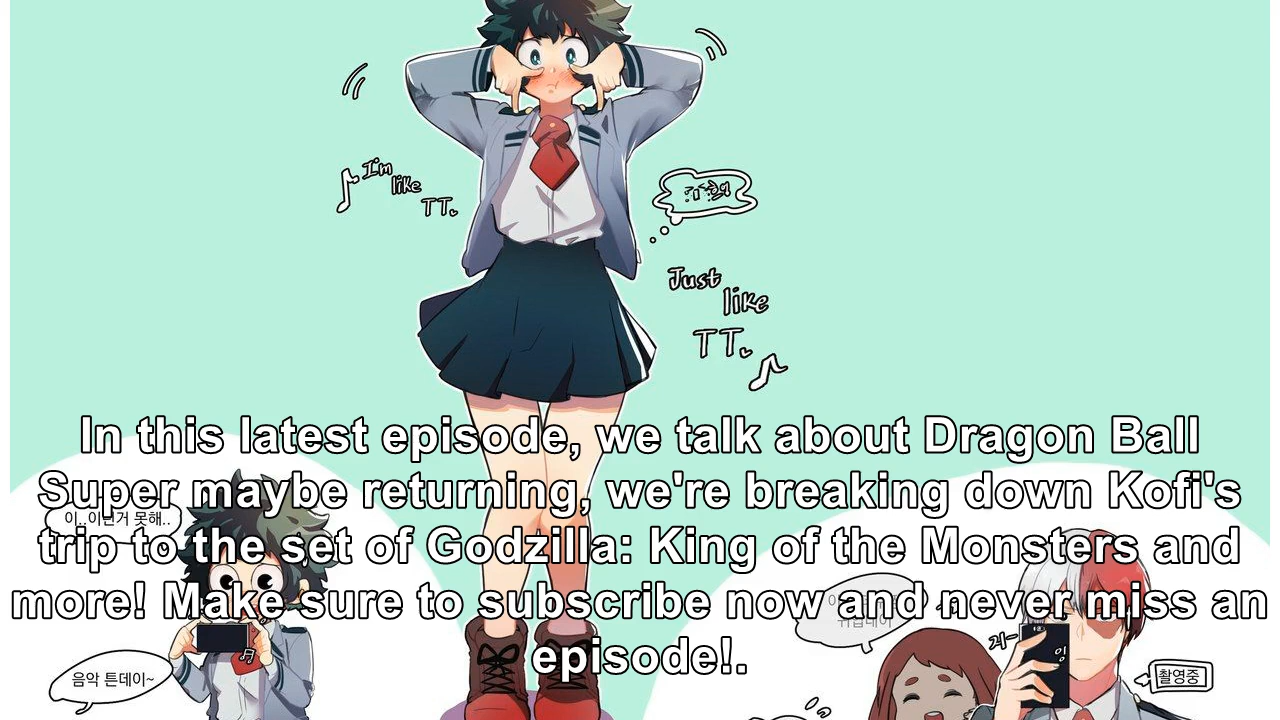 I'm
like
TT
Just
like
TT
In this latest episode, we talk about Dragon Ball
Super maybe returning, we're breaking down Kofi's
trip to the set of Godzilla: King of the Monsters and
more! Make sure to subscribe now and never miss an
episode!.
이..이런거 못해..
음악 튼데이~
촬영중